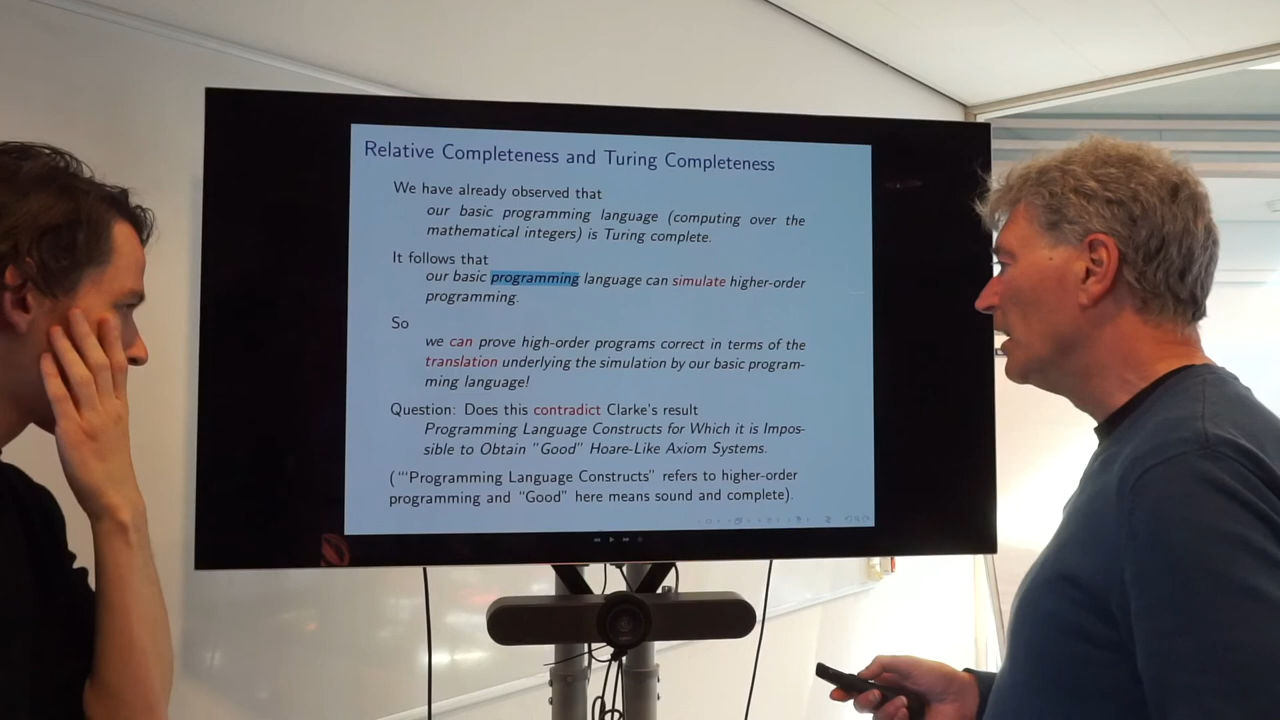 Relative Completeness and Turing Completeness
We have already observed that
our basic programming language (computing over the
mathematical integers) is Turing complete.
It follows that
our basic programming language can simulate higher-order
programming.
So
we can prove high-order programs correct in terms of the
translation underlying the simulation by our basic program-
ming language!
Question: Does this contradict Clarke's result
Programming Language Constructs for Which it is Impos-
sible to Obtain "Good" Hoare-Like Axiom Systems.
("'Programming Language Constructs" refers to higher-order
programming and "Good" here means sound and complete).